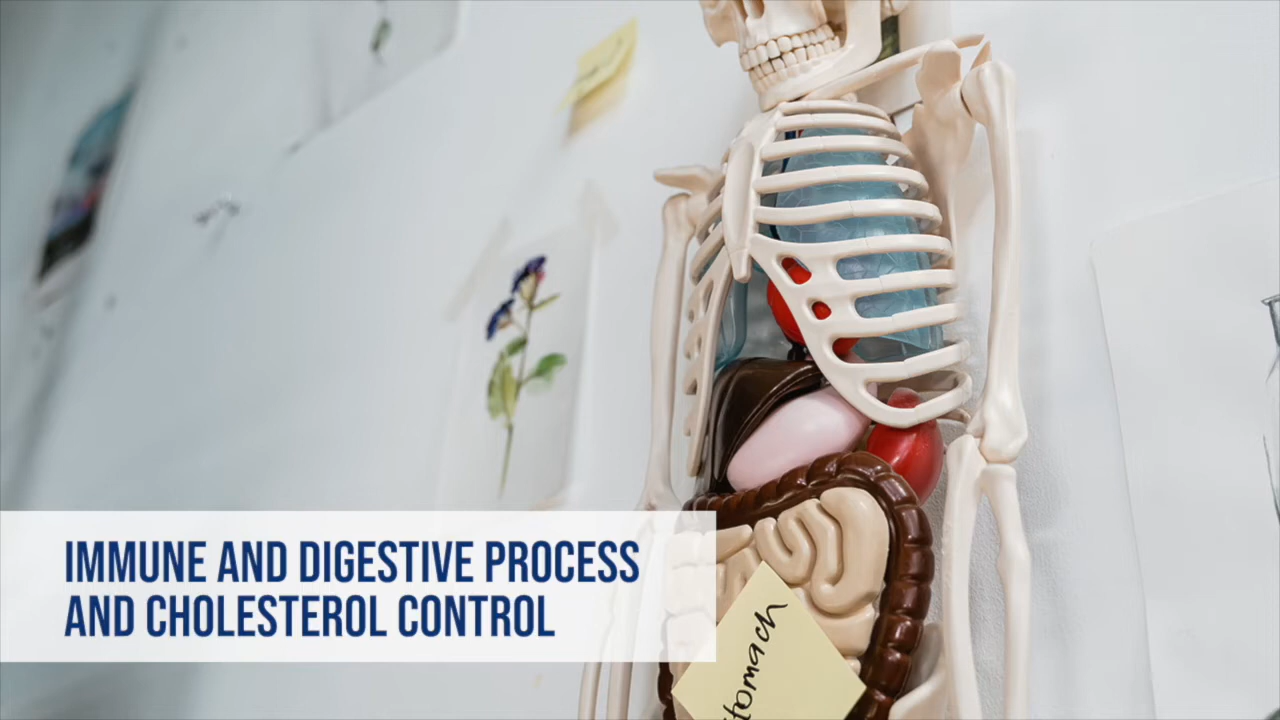 IMMUNE AND DIGESTIVE PROCESS
AND CHOLESTEROL CONTROL